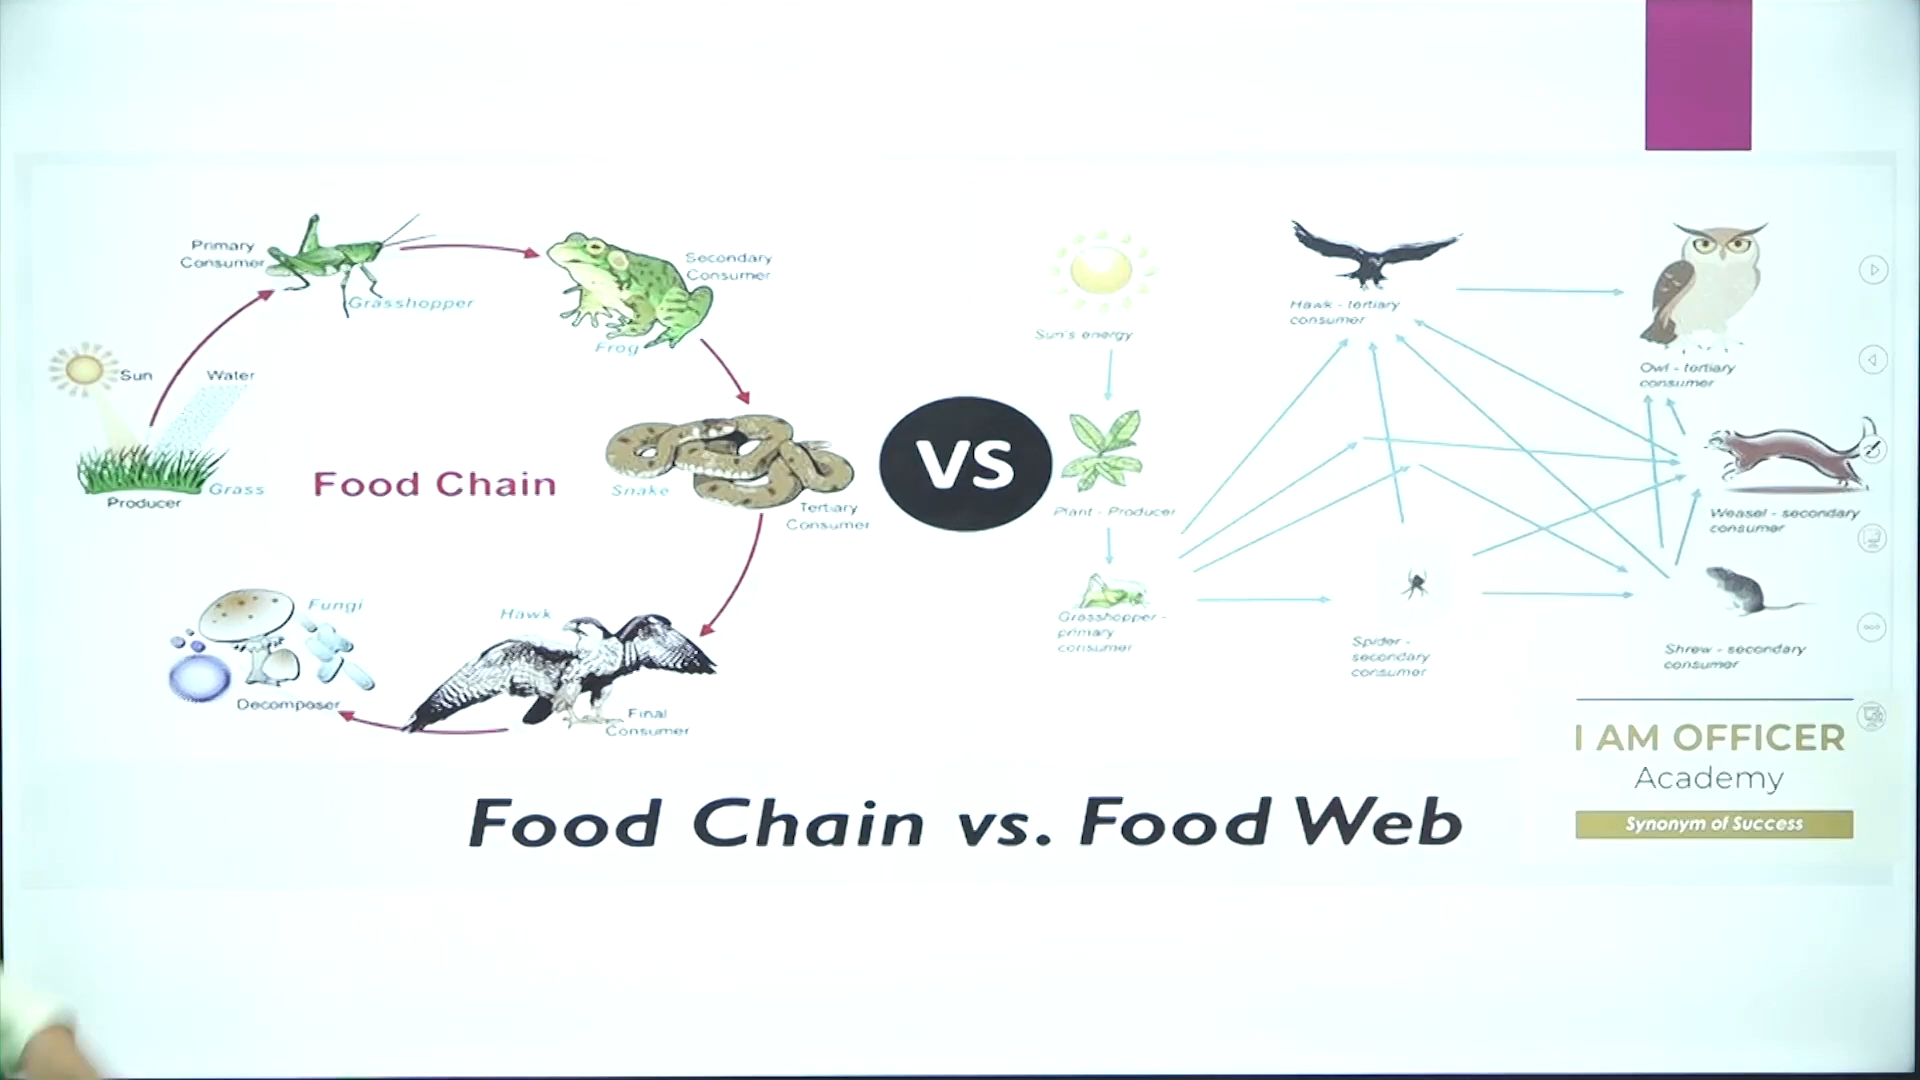 Primary
Consumer
Grasshopper
Secondary
Consumer
Frog
Sun
Water
Grass
Producer
Food Chain
Snake
Tertiary
Consumer
Hawk
Final
Consumer
Fungi
Decomposer
VS
Sun's energy
Plant - Producer
Grasshopper -
primary
consumer
Hawk - tertiary
consumer
Owl - tertiary
consumer
Weasel - secondary
consumer
Spider -
secondary
consumer
Shrew - secondary
consumer
Food Chain vs. Food Web
I AM OFFICER
Academy
Synonym of Success